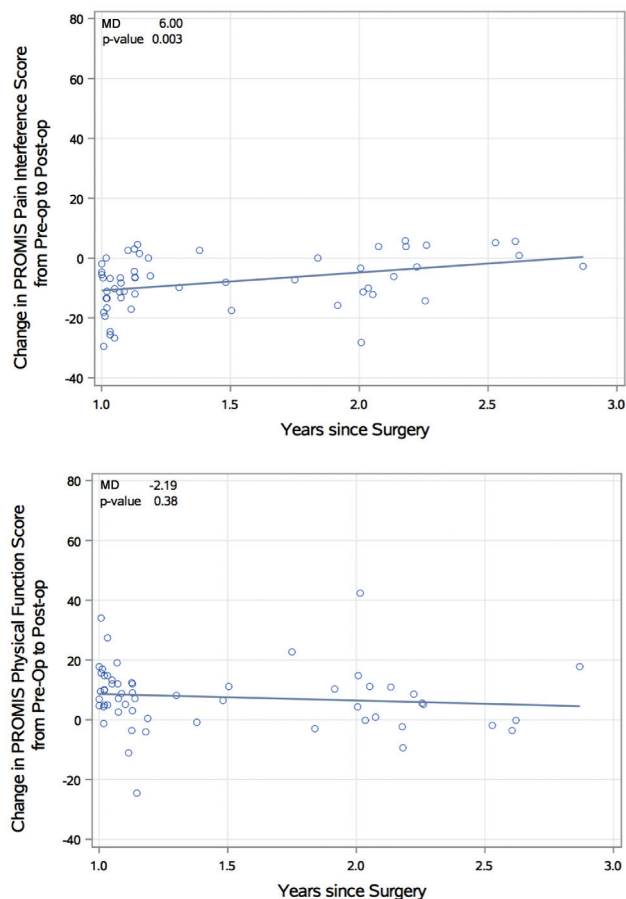 MD 6.00
p-value 0.003
80
60
40
20
0
-20
-40
1.0 1.5 2.0 2.5 3.0
Years since Surgery
Change in PROMIS Pain Interference Score
from Pre-op to Post-op
MD -2.19
p-value 0.38
80
60
40
20
0
-20
-40
1.0 1.5 2.0 2.5 3.0
Years since Surgery
Change in PROMIS Physical Function Score
from Pre-Op to Post-op